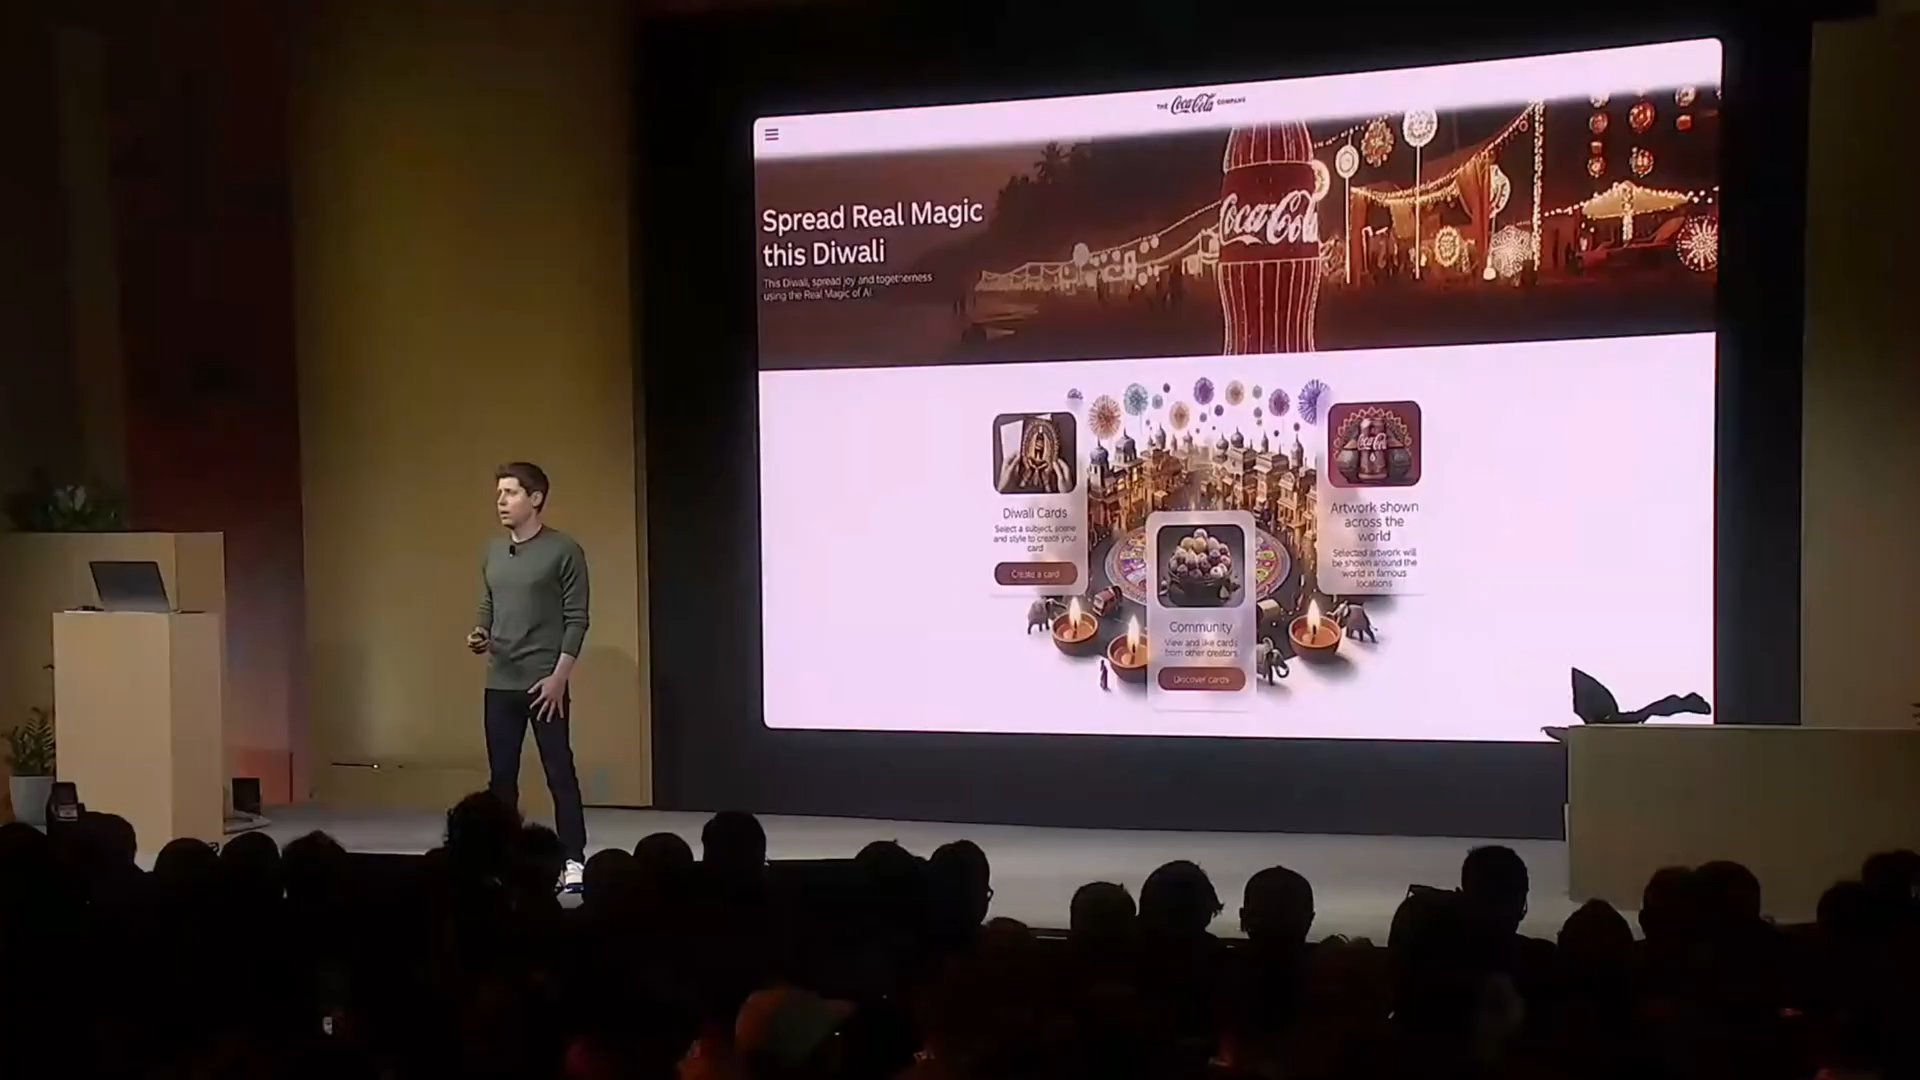 THE Coca-Cola COMPANY
Spread Real Magic
this Diwali
This Diwali, spread joy and togetherness
using the Real Magic of AI.
Coca-Cola
Diwali Cards
Select a subject, scene
and style to create your
card
Create a card
Community
View and like cards
from other creators
Discover cards
Coca-Cola
Artwork shown
across the
world
Selected artwork will
be shown around the
world in famous
locations